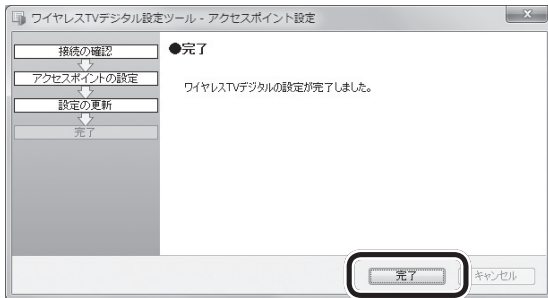 ワイヤレスTVデジタル設定ツール - アクセスポイント設定
接続の確認
アクセスポイントの設定
設定の更新
完了
●完了
ワイヤレスTVデジタルの設定が完了しました。
完了
キャンセル